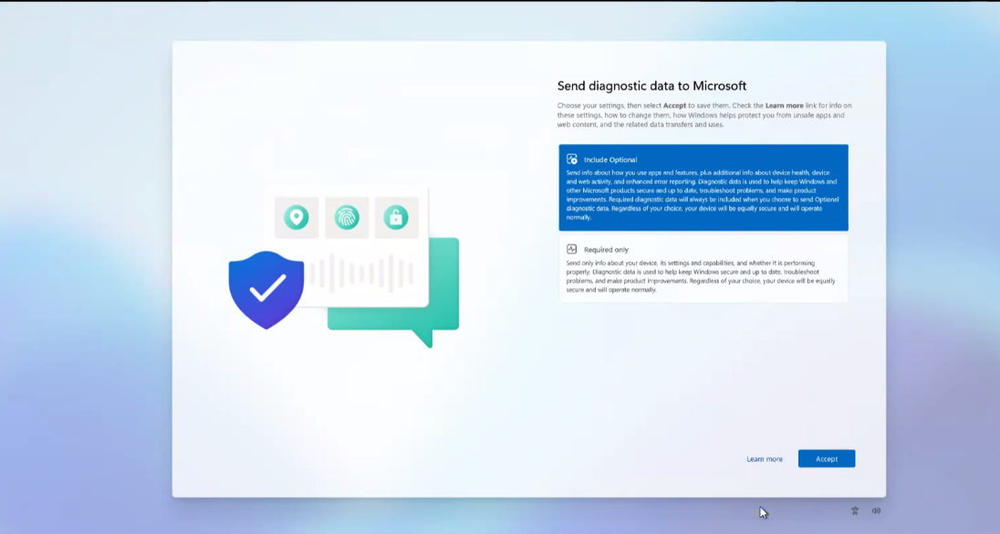 Send diagnostic data to Microsoft
Choose your settings, then select Accept to save them. Check the Learn more link for info on
these settings, how to change them, how Windows helps protect you from unsafe apps and
web content, and the related data transfers and uses.
Include Optional
Send info about how you use apps and features, plus additional info about device health, device
and web activity, and enhanced error reporting. Diagnostic data is used to help keep Windows and
other Microsoft products secure and up to date, troubleshoot problems, and make product
improvements. Required diagnostic data will always be included when you choose to send Optional
diagnostic data. Regardless of your choice, your device will be equally secure and will operate
normally.
Required only
Send only info about your device, its settings and capabilities, and whether it is performing
properly. Diagnostic data is used to help keep Windows secure and up to date, troubleshoot
problems, and make product improvements. Regardless of your choice, your device will be equally
secure and will operate normally.
Learn more
Accept